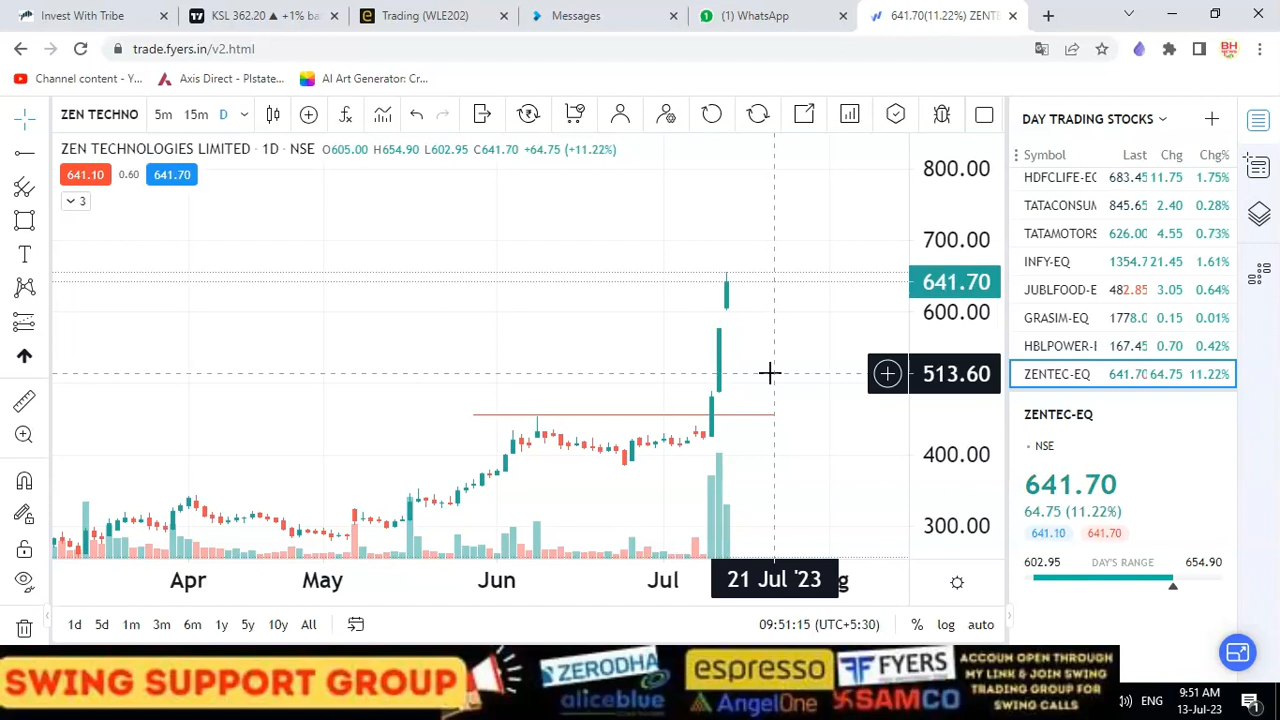 Invest With Tribe
KSL 362.20 ▲ +1% ba
Trading (WLE202)
Messages
(1) WhatsApp
641.70(11.22%) ZENTE
trade.fyers.in/v2.html
Channel content - Y...
Axis Direct - Plstate...
AI Art Generator: Cr...
ZEN TECHNO
5m 15m D
ZEN TECHNOLOGIES LIMITED · 1D · NSE O605.00 H654.90 L602.95 C641.70 +64.75 (+11.22%)
641.10 0.60 641.70
3
800.00
700.00
641.70
600.00
513.60
400.00
300.00
Apr May Jun Jul 21 Jul '23
1d 5d 1m 3m 6m 1y 5y 10y All
09:51:15 (UTC+5:30) % log auto
DAY TRADING STOCKS
Symbol Last Chg Chg%
HDFCLIFE-EQ 683.45 11.75 1.75%
TATACONSUM 845.65 2.40 0.28%
TATAMOTORS 626.00 4.55 0.73%
INFY-EQ 1354.7 21.45 1.61%
JUBLFOOD-E 482.85 3.05 0.64%
GRASIM-EQ 1778.0 0.15 0.01%
HBLPOWER-E 167.45 0.70 0.42%
ZENTEC-EQ 641.70 64.75 11.22%
ZENTEC-EQ
· NSE
641.70
64.75 (11.22%)
641.10 641.70
602.95 DAY'S RANGE 654.90
SWING SUPPORT GROUP
ZERODHA
aliceblue
espresso
AngelOne
FYERS
SAMCO
ACCOUN OPEN THROUGH
MY LINK & JOIN SWING
TRADING GROUP FOR
SWING CALLS
ENG
9:51 AM
13-Jul-23